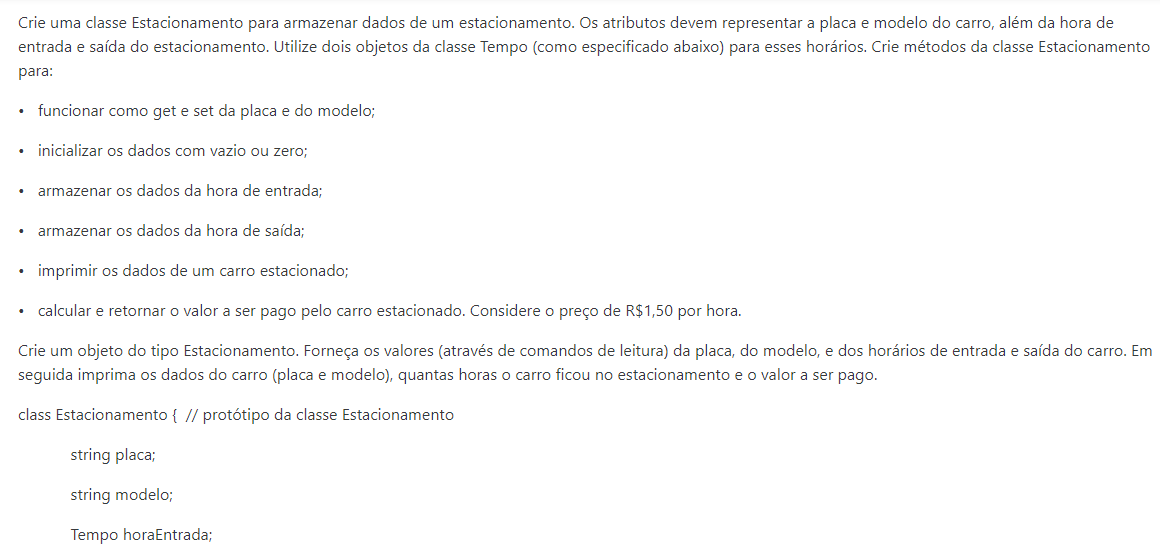 Crie uma classe Estacionamento para armazenar dados de um estacionamento. Os atributos devem representar a placa e modelo do carro, além da hora de
entrada e saída do estacionamento. Utilize dois objetos da classe Tempo (como especificado abaixo) para esses horários. Crie métodos da classe Estacionamento
para:
• funcionar como get e set da placa e do modelo;
• inicializar os dados com vazio ou zero;
• armazenar os dados da hora de entrada;
• armazenar os dados da hora de saída;
• imprimir os dados de um carro estacionado;
• calcular e retornar o valor a ser pago pelo carro estacionado. Considere o preço de R$1,50 por hora.
Crie um objeto do tipo Estacionamento. Forneça os valores (através de comandos de leitura) da placa, do modelo, e dos horários de entrada e saída do carro. Em
seguida imprima os dados do carro (placa e modelo), quantas horas o carro ficou no estacionamento e o valor a ser pago.
class Estacionamento { // protótipo da classe Estacionamento
string placa;
string modelo;
Tempo horaEntrada;